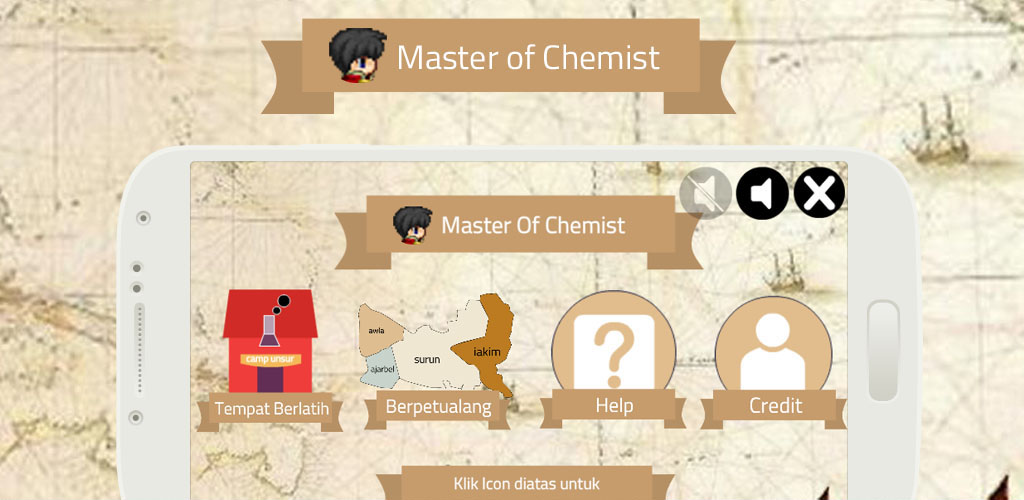 Master of Chemist
Master Of Chemist
camp unsur
awla
ajarbel
surun
iakim
Tempat Berlatih
Berpetualang
Help
Credit
Klik Icon diatas untuk